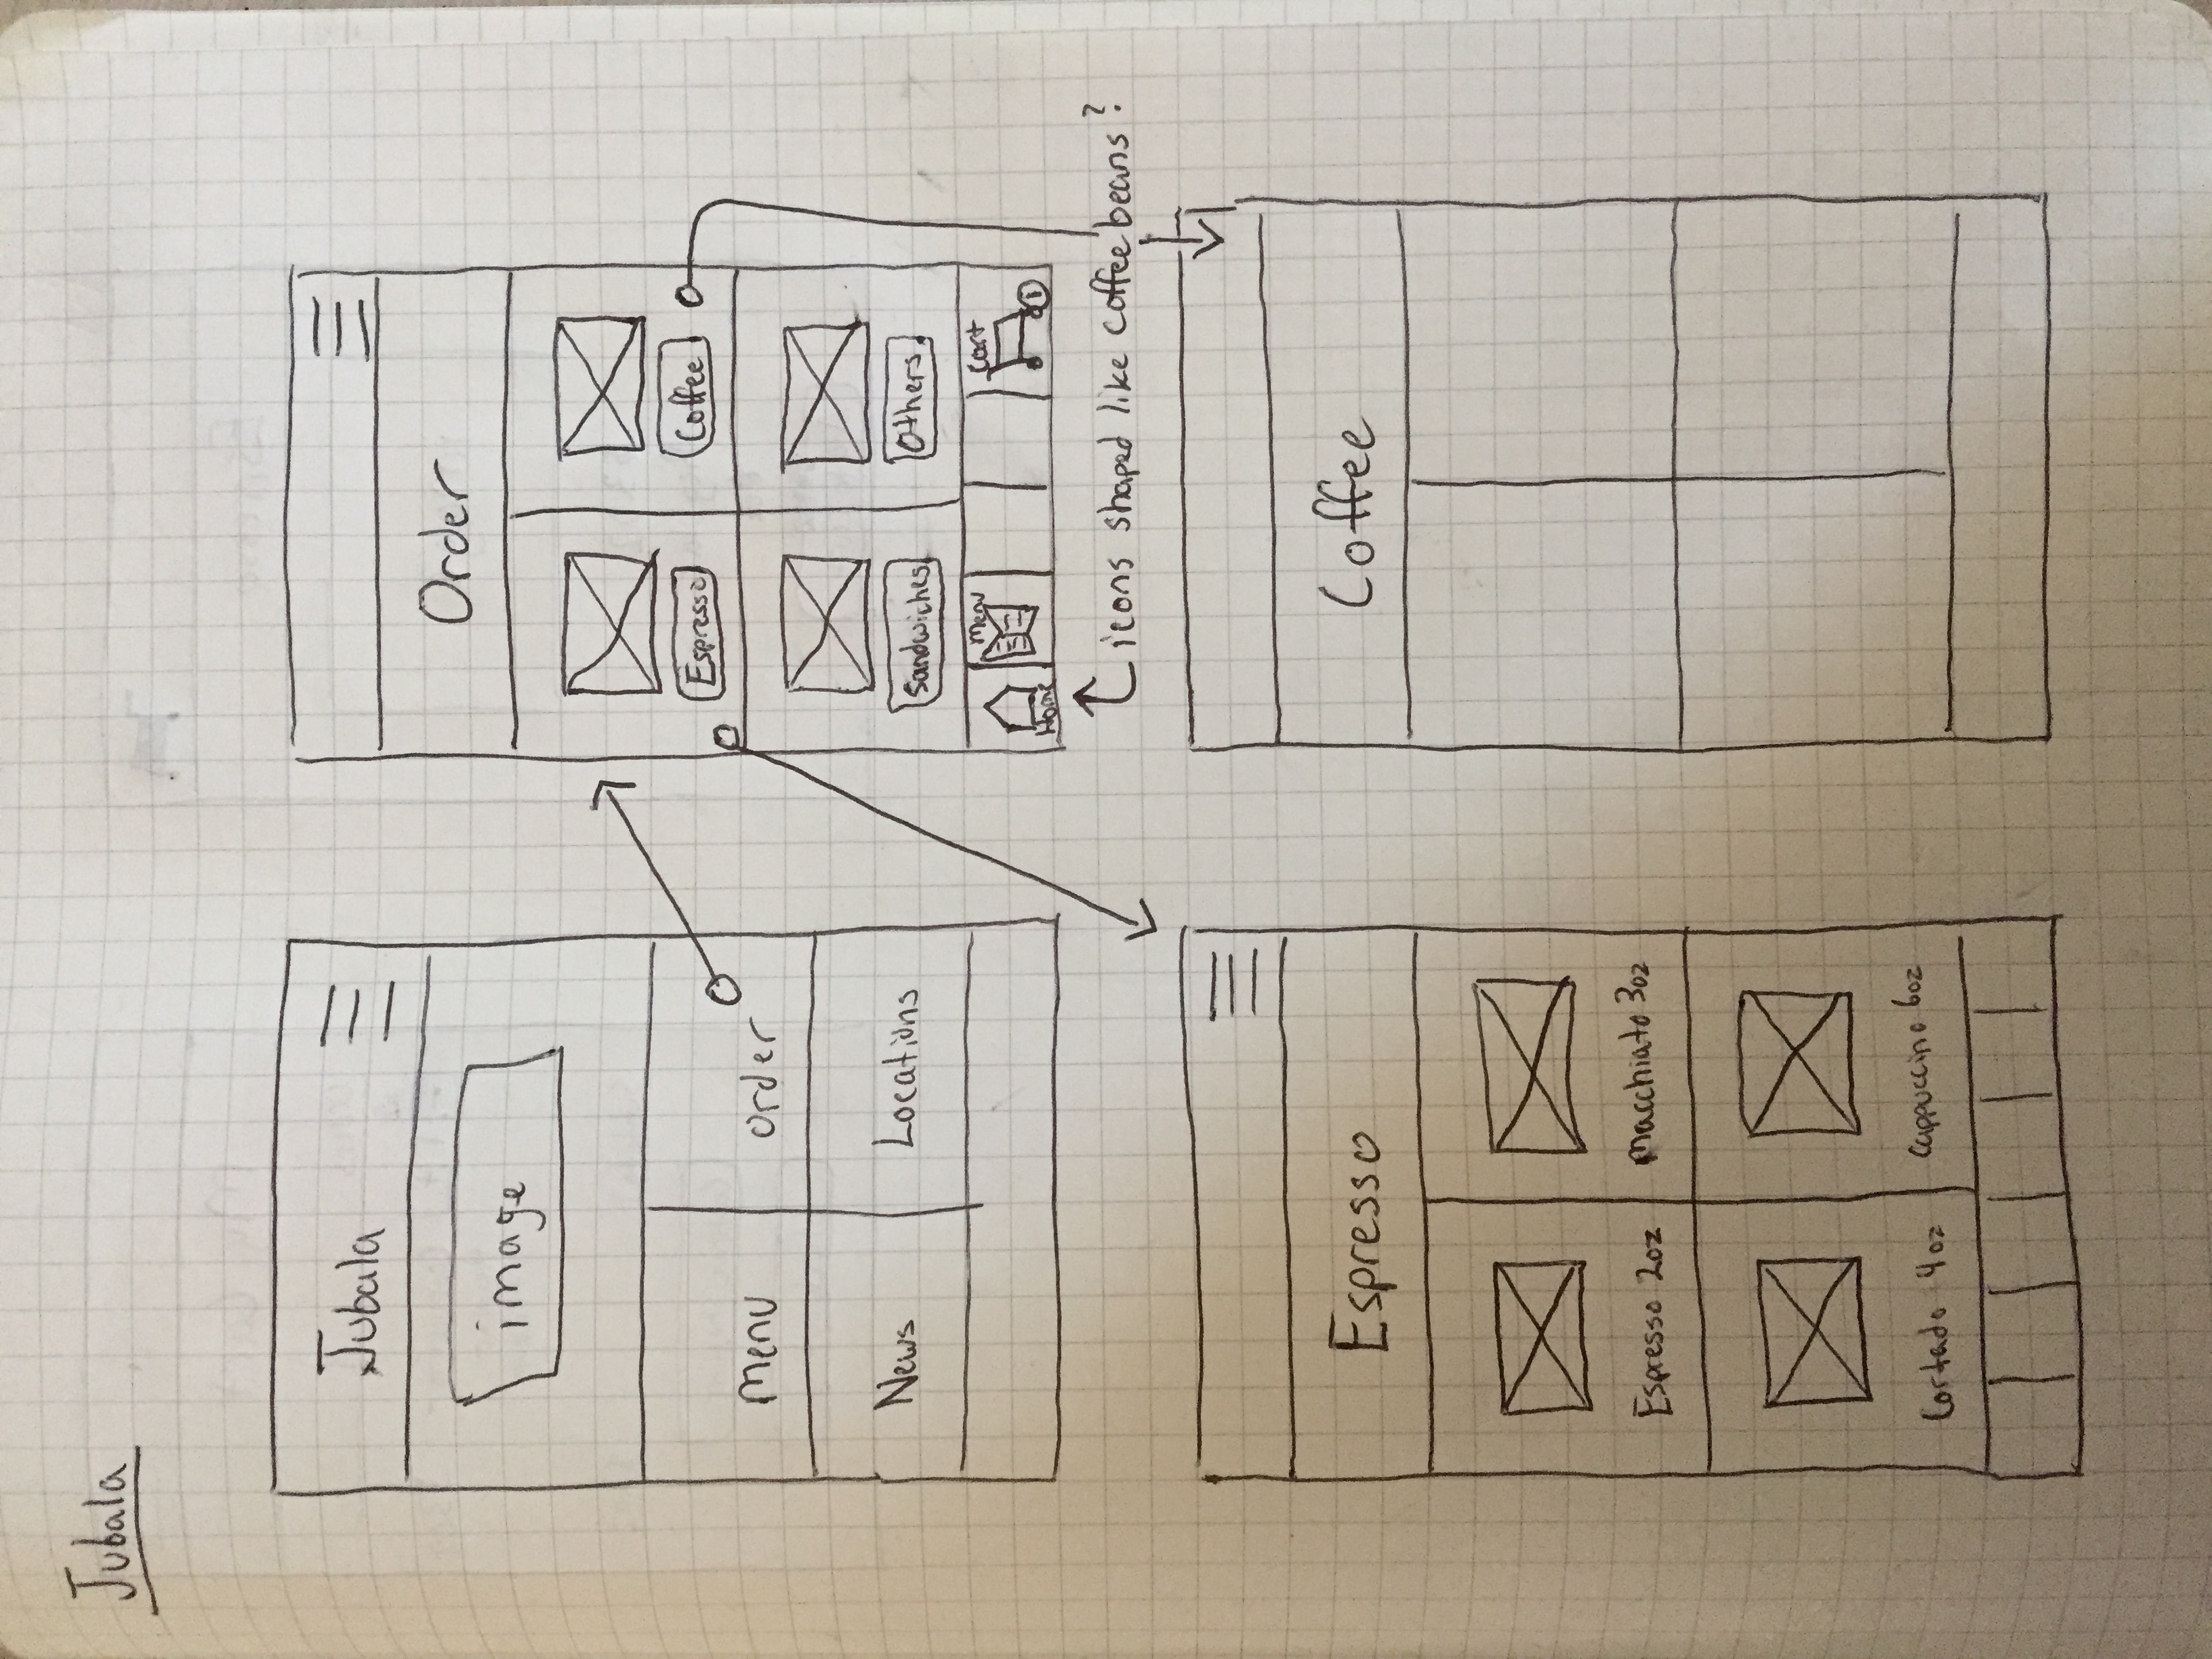 Jubala
Jubala
image
menu
order
News
Locations
Order
Espresso
Coffee
Sandwiches
Others
Home
Menu
Cart
1
icons shaped like coffee beans?
Espresso
Espresso 2oz
Macchiato 3oz
Cortado 4oz
Cappuccino 6oz
Coffee